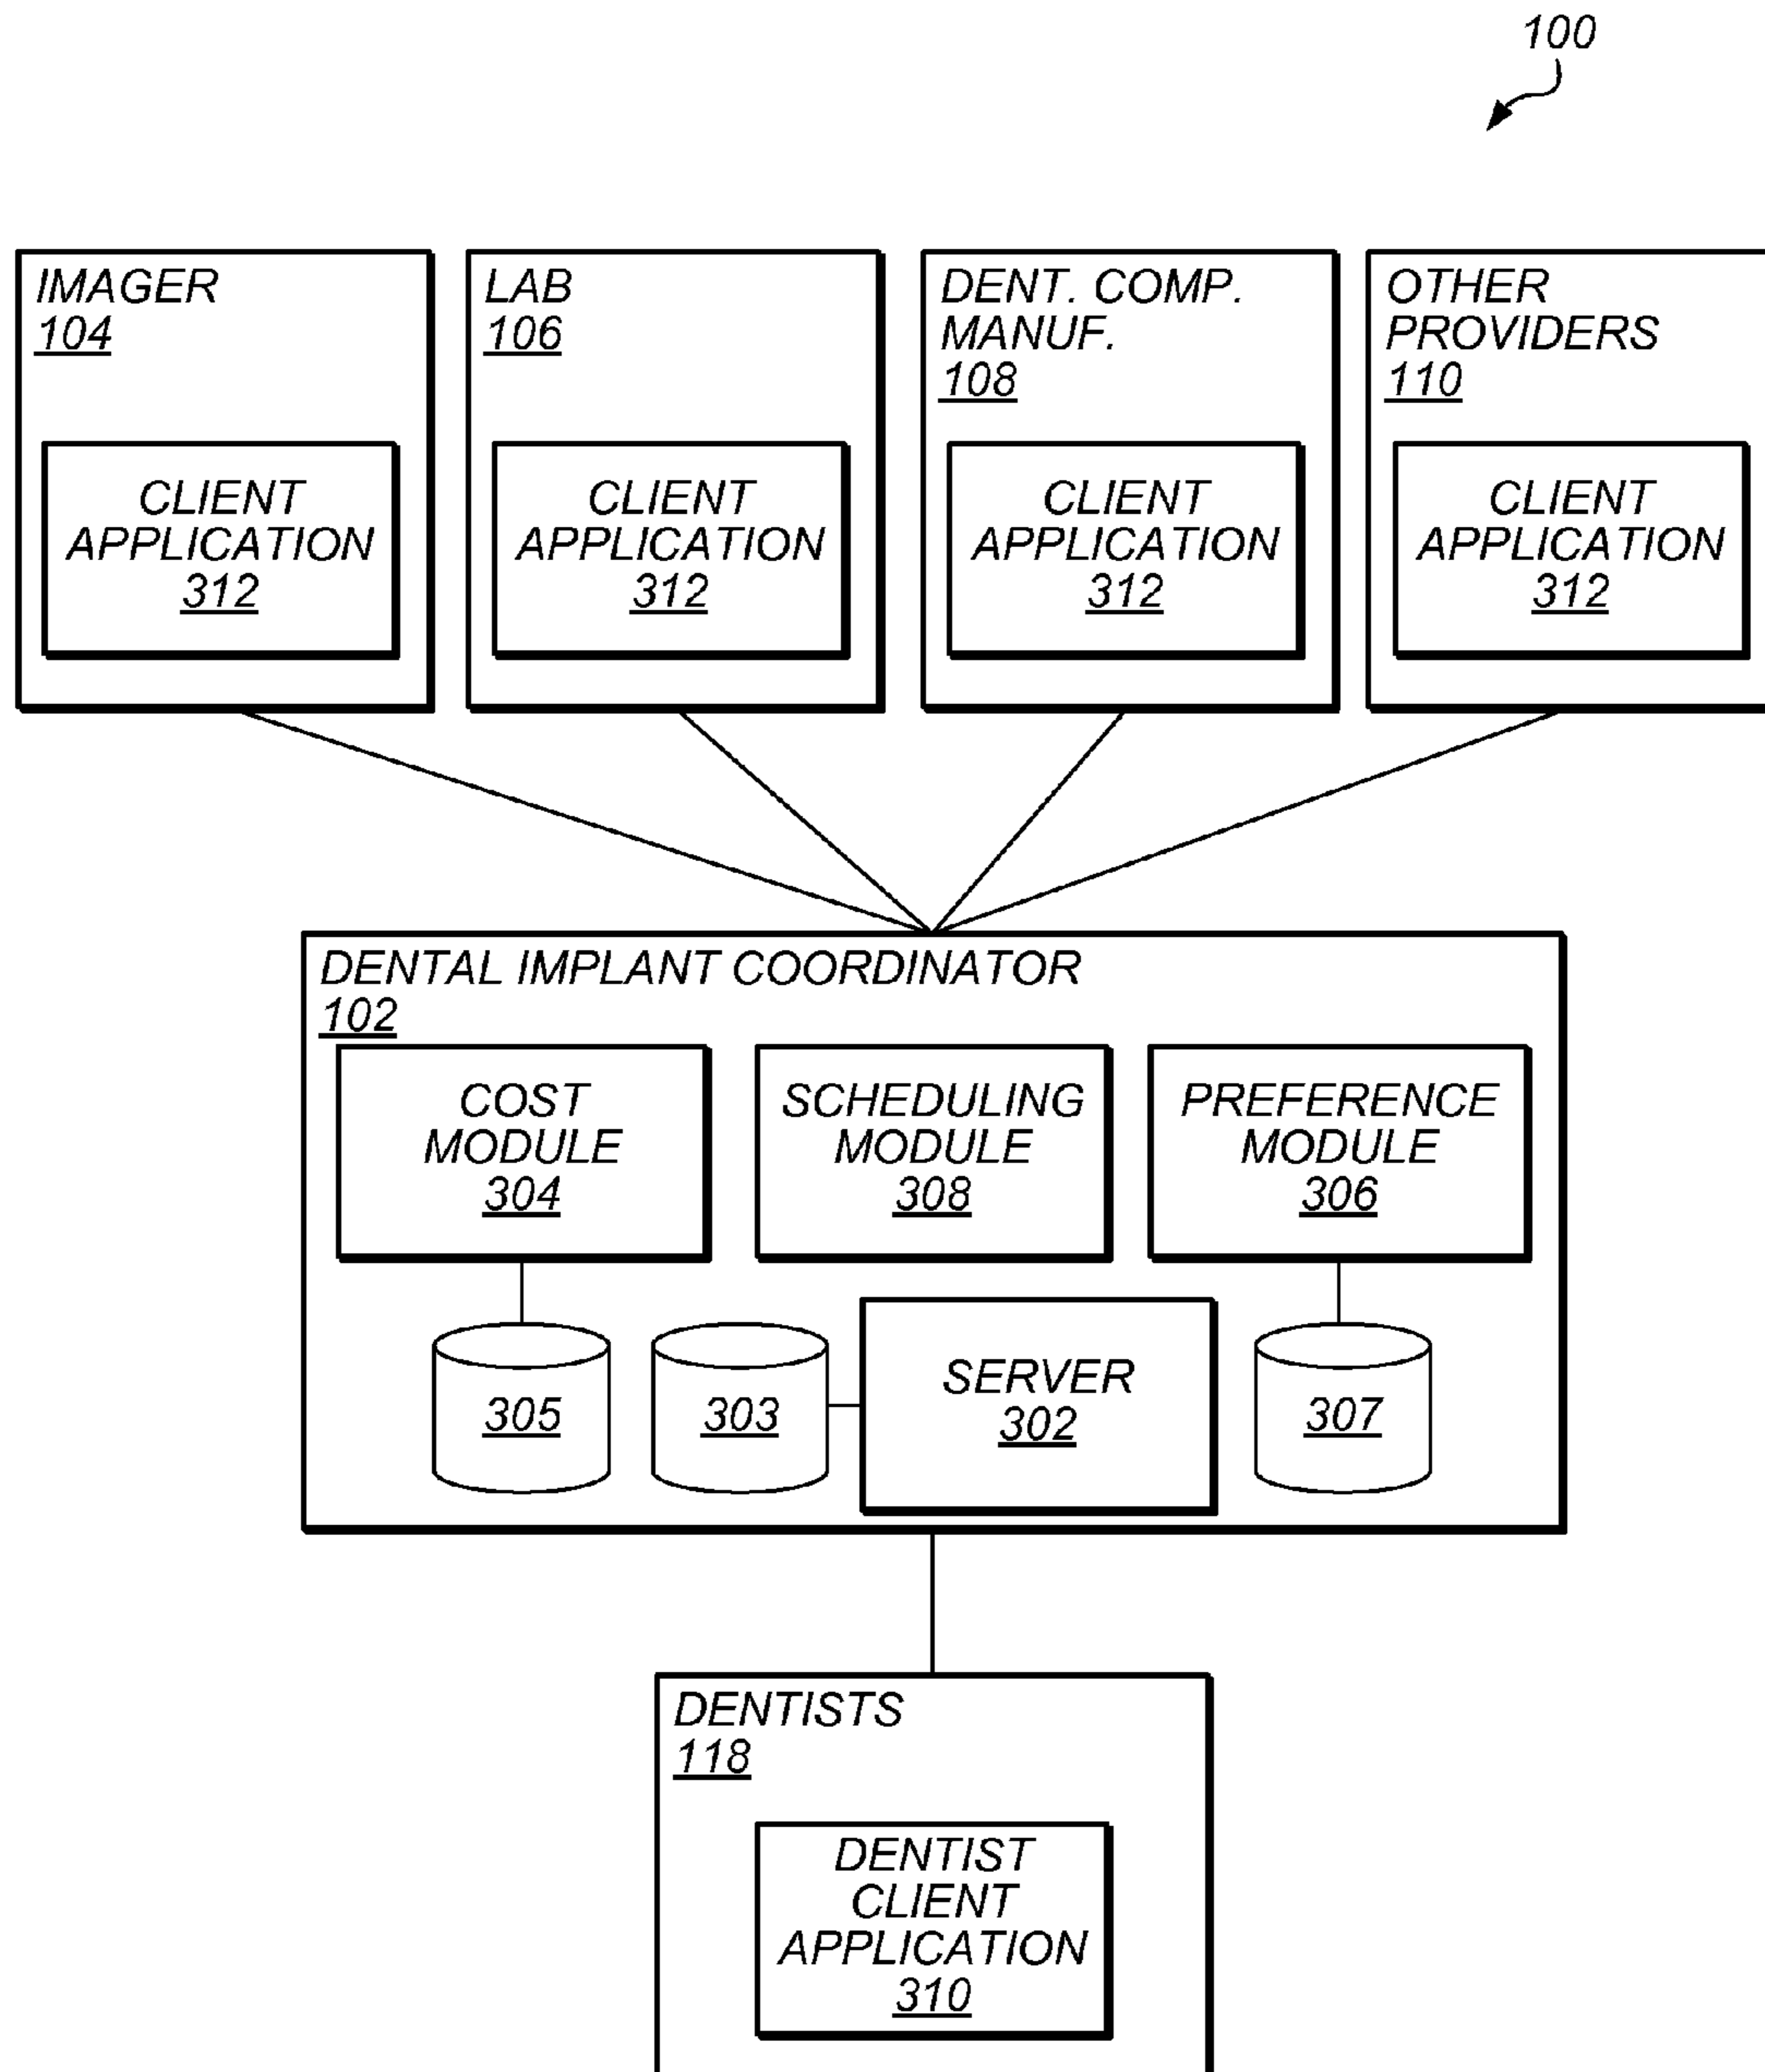 100
IMAGER
104
CLIENT
APPLICATION
312
LAB
106
CLIENT
APPLICATION
312
DENT. COMP.
MANUF.
108
CLIENT
APPLICATION
312
OTHER
PROVIDERS
110
CLIENT
APPLICATION
312
DENTAL IMPLANT COORDINATOR
102
COST
MODULE
304
SCHEDULING
MODULE
308
PREFERENCE
MODULE
306
305
303
SERVER
302
307
DENTISTS
118
DENTIST
CLIENT
APPLICATION
310